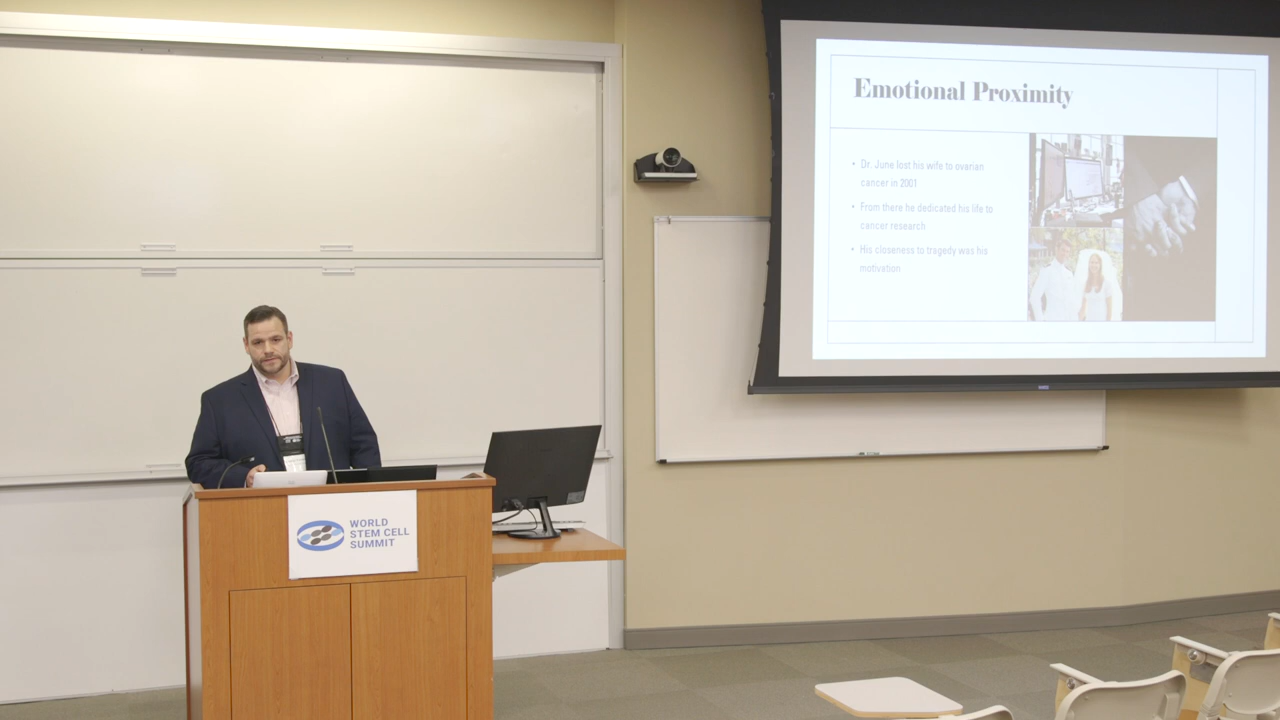 Emotional Proximity
• Dr. June lost his wife to ovarian
cancer in 2001
• From there he dedicated his life to
cancer research
• His closeness to tragedy was his
motivation
WORLD
STEM CELL
SUMMIT